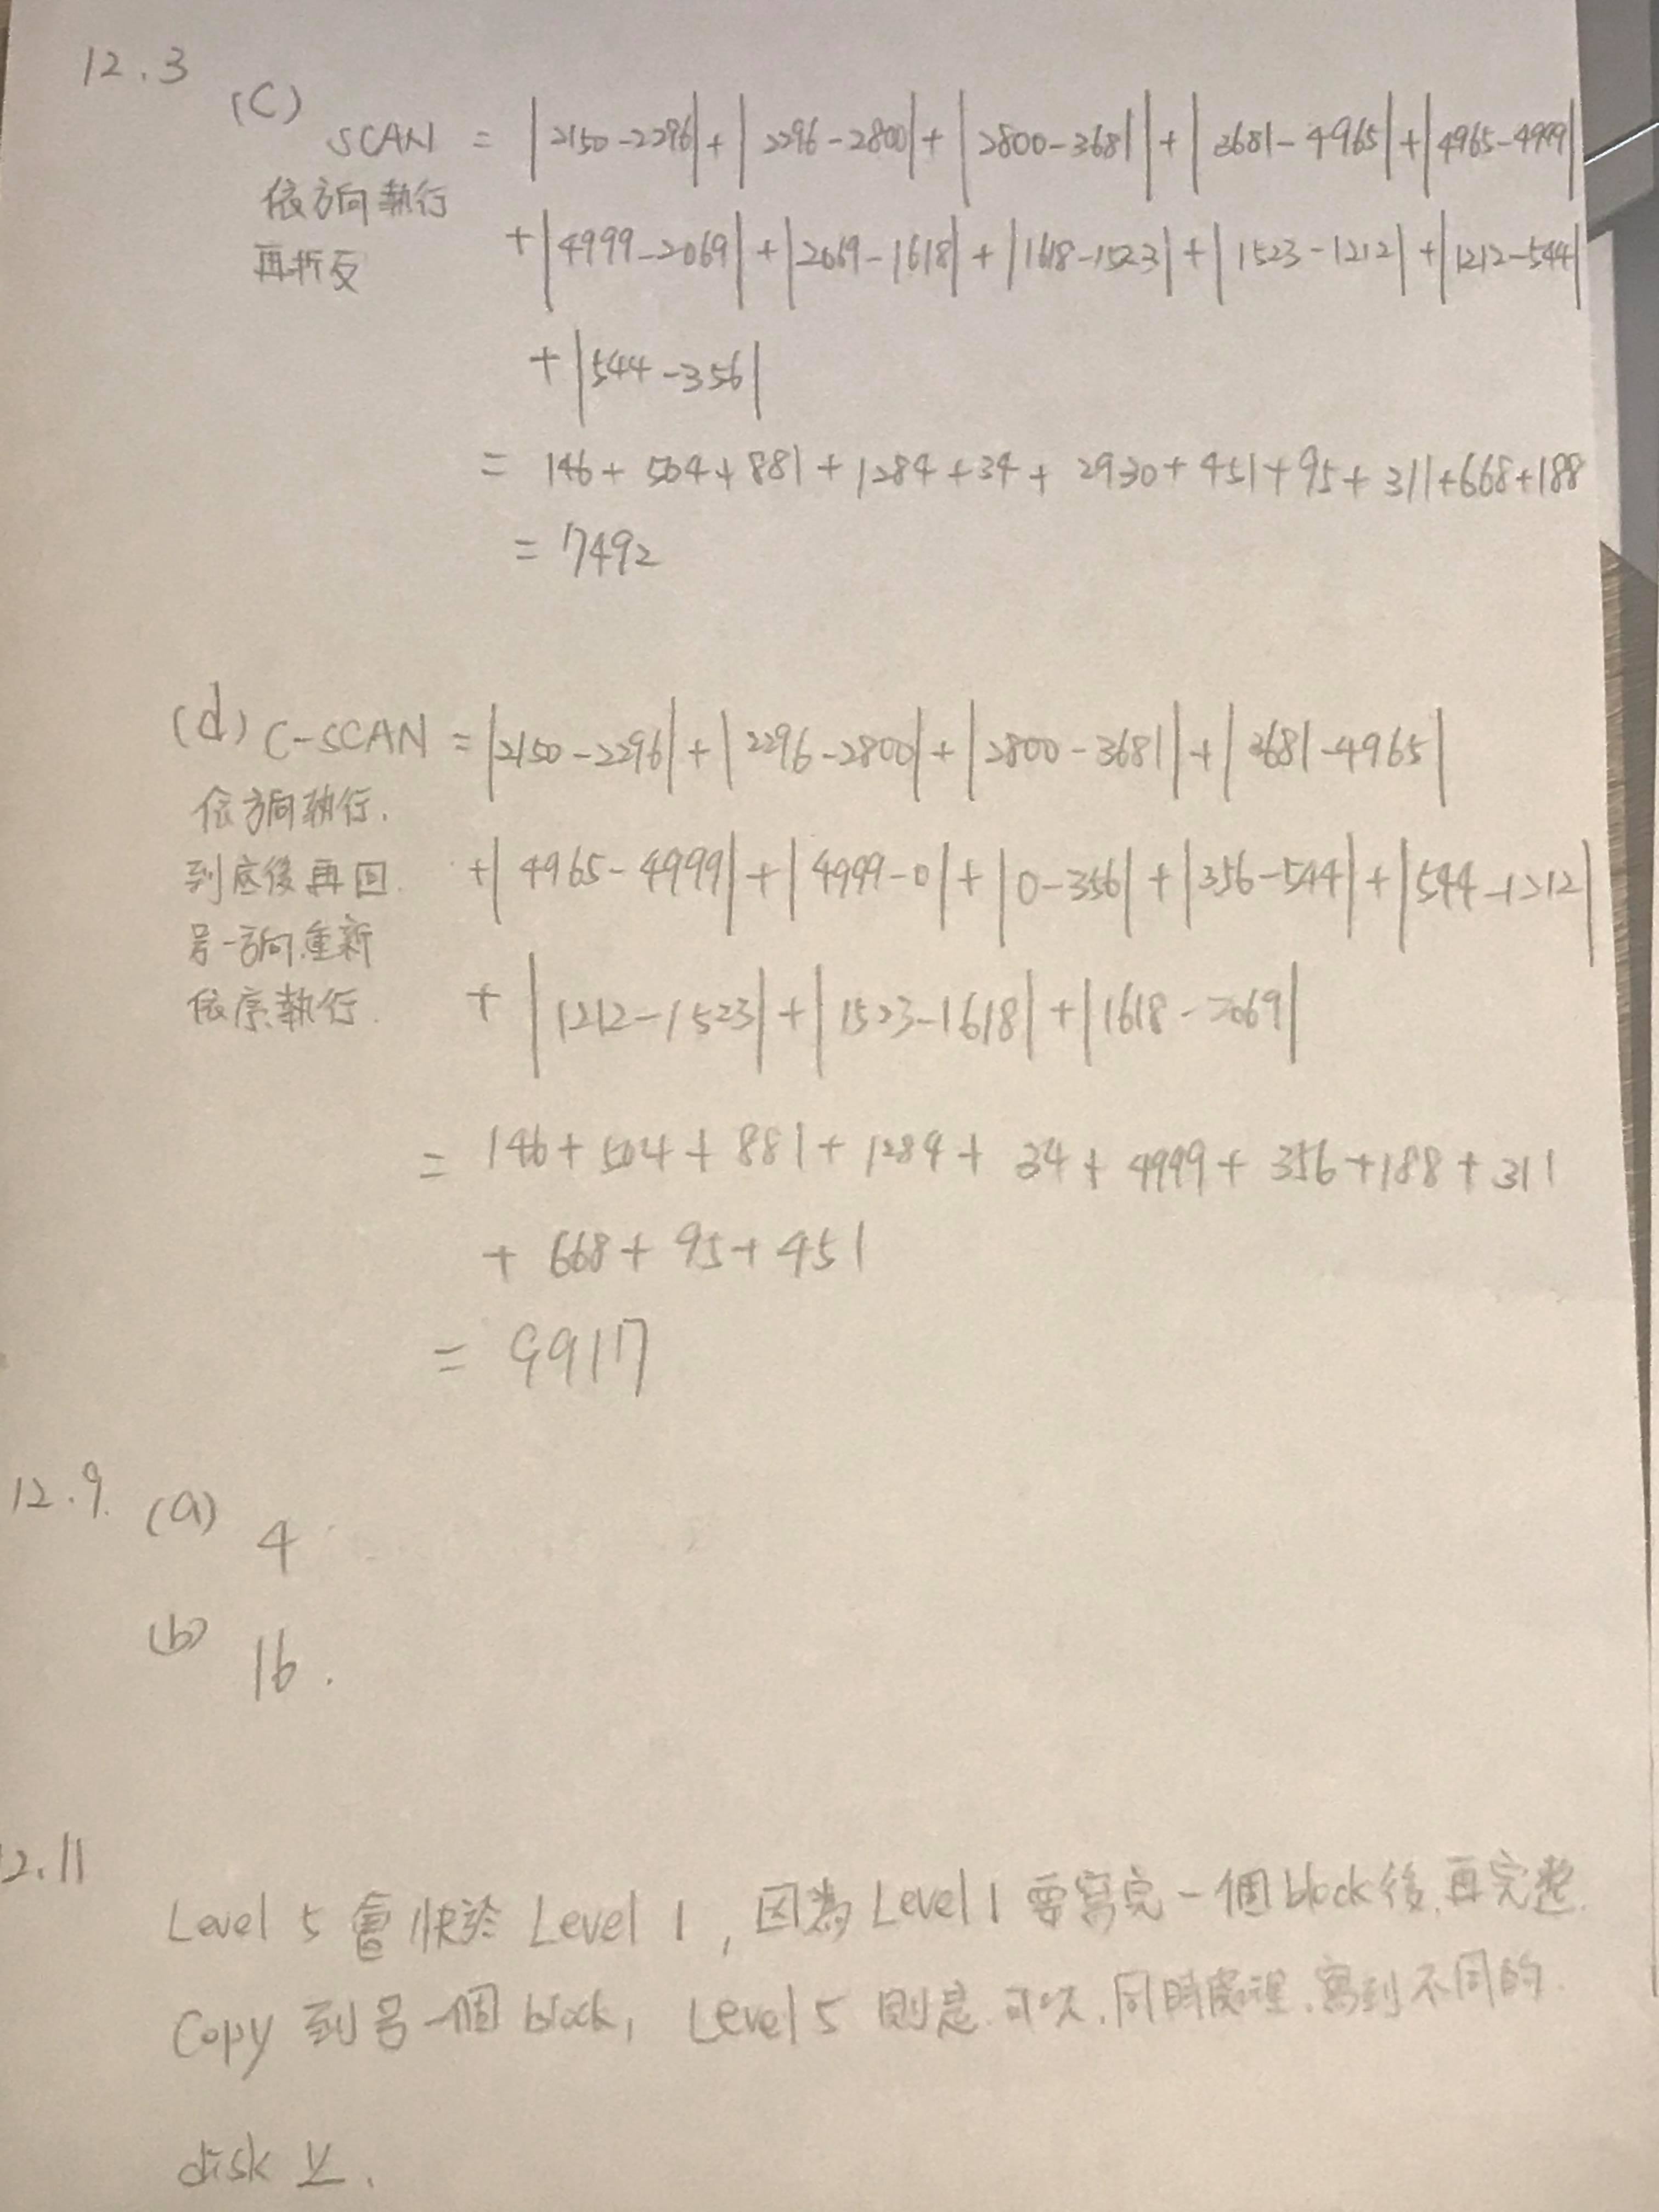 12.3
(C)
SCAN = |2150-2296| + |2296-2800| + |2800-3681| + |3681-4965| + |4965-4999|
依方向執行
+ |4999-2069| + |2069-1618| + |1618-1523| + |1523-1212| + |1212-544|
再折反
+ |544-356|
= 146 + 504 + 881 + 1284 + 34 + 2930 + 451 + 95 + 311 + 668 + 188
= 7492
(d) C-SCAN = |2150-2296| + |2296-2800| + |2800-3681| + |3681-4965|
依方向執行.
+ |4965-4999| + |4999-0| + |0-356| + |356-544| + |544-1212|
到底後再回
另一方向重新
+ |1212-1523| + |1523-1618| + |1618-2069|
依序執行.
= 146 + 504 + 881 + 1284 + 34 + 4999 + 356 + 188 + 311
+ 668 + 95 + 451
= 9917
12.9. (a) 4
(b) 16.
2.11
Level 5 會快於 Level 1, 因為 Level 1 要寫完一個block後,再完整
Copy 到另一個 block, Level 5 則是可以同時處理,寫到不同的
disk 上.